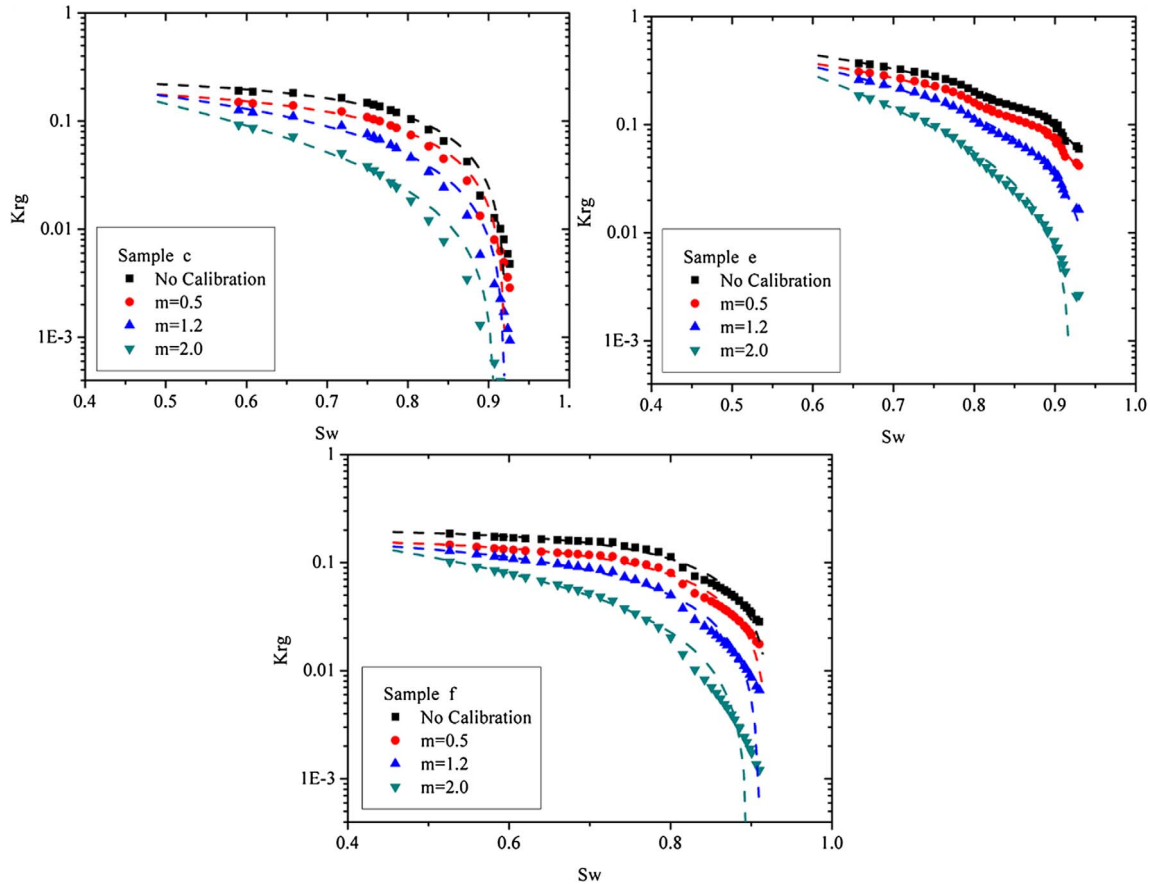 1
0.1
0.01
1E-3
Krg
Sample c
No Calibration
m=0.5
m=1.2
m=2.0
0.4 0.5 0.6 0.7 0.8 0.9 1.
Sw
1
0.1
0.01
1E-3
Krg
Sample e
No Calibration
m=0.5
m=1.2
m=2.0
0.4 0.5 0.6 0.7 0.8 0.9 1.0
Sw
1
0.1
0.01
1E-3
Krg
Sample f
No Calibration
m=0.5
m=1.2
m=2.0
0.4 0.6 0.8 1.0
Sw